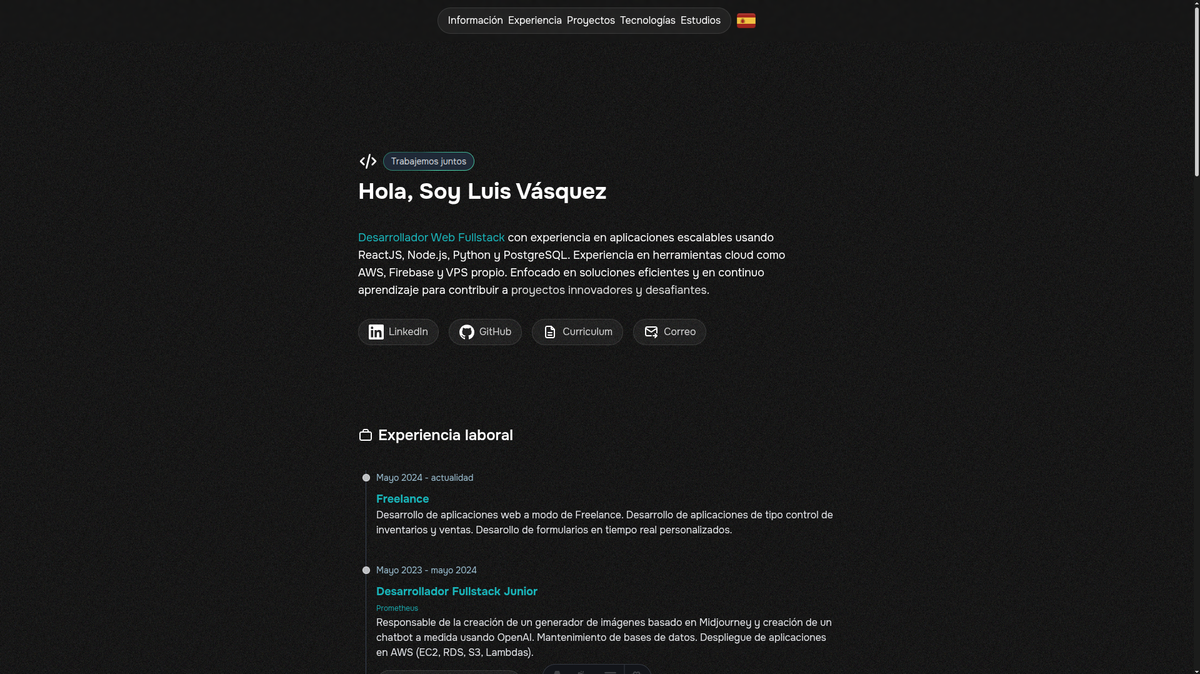 Información Experiencia Proyectos Tecnologías Estudios
Trabajemos juntos
Hola, Soy Luis Vásquez
Desarrollador Web Fullstack con experiencia en aplicaciones escalables usando
ReactJS, Node.js, Python y PostgreSQL. Experiencia en herramientas cloud como
AWS, Firebase y VPS propio. Enfocado en soluciones eficientes y en continuo
aprendizaje para contribuir a proyectos innovadores y desafiantes.
LinkedIn GitHub Curriculum Correo
Experiencia laboral
Mayo 2024 - actualidad
Freelance
Desarrollo de aplicaciones web a modo de Freelance. Desarrollo de aplicaciones de tipo control de
inventarios y ventas. Desarollo de formularios en tiempo real personalizados.
Mayo 2023 - mayo 2024
Desarrollador Fullstack Junior
Prometheus
Responsable de la creación de un generador de imágenes basado en Midjourney y creación de un
chatbot a medida usando OpenAI. Mantenimiento de bases de datos. Despliegue de aplicaciones
en AWS (EC2, RDS, S3, Lambdas).